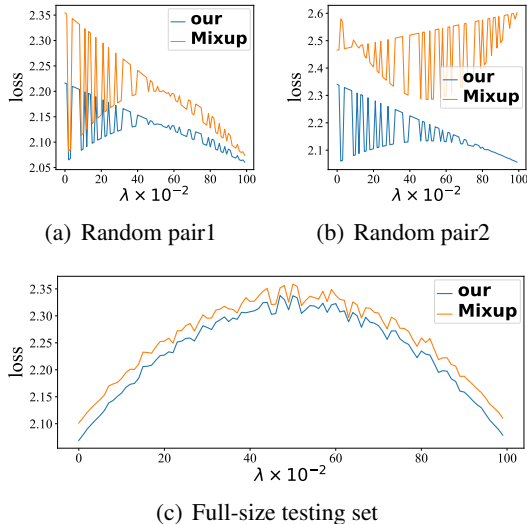 2.35
2.30
2.25
2.20
2.15
2.10
2.05
loss
our
Mixup
0 20 40 60 80 100
λ × 10⁻²
(a) Random pair1
2.6
2.5
2.4
2.3
2.2
2.1
loss
our
Mixup
0 20 40 60 80 100
λ × 10⁻²
(b) Random pair2
2.35
2.30
2.25
2.20
2.15
2.10
loss
our
Mixup
0 20 40 60 80 100
λ × 10⁻²
(c) Full-size testing set